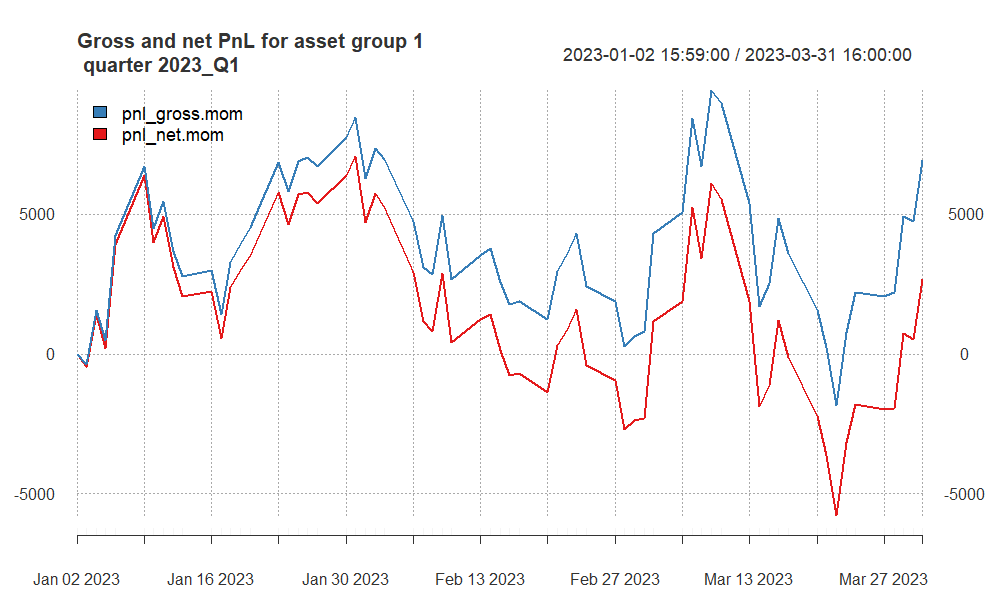 Gross and net PnL for asset group 1
quarter 2023_Q1
2023-01-02 15:59:00 / 2023-03-31 16:00:00
pnl_gross.mom
pnl_net.mom
5000
5000
0
0
-5000
-5000
Jan 02 2023
Jan 16 2023
Jan 30 2023
Feb 13 2023
Feb 27 2023
Mar 13 2023
Mar 27 2023